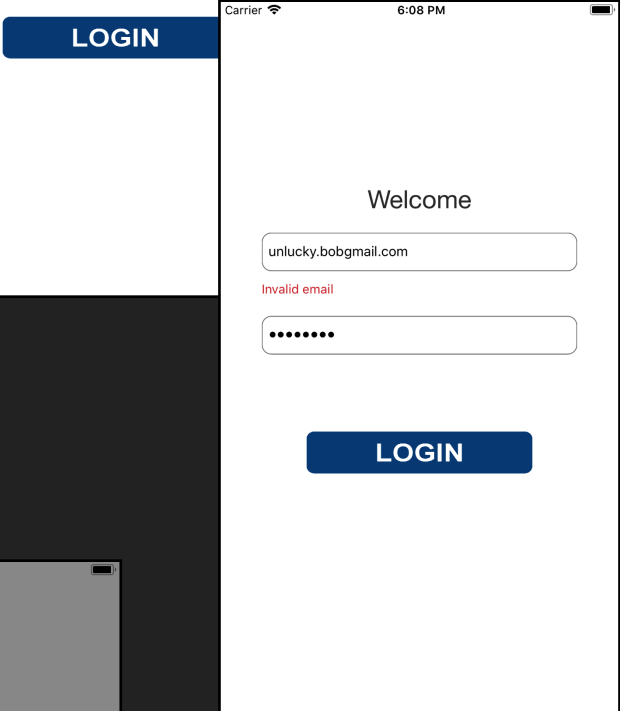 LOGIN
Carrier 6:08 PM
Welcome
unlucky.bobgmail.com
Invalid email
••••••••
LOGIN